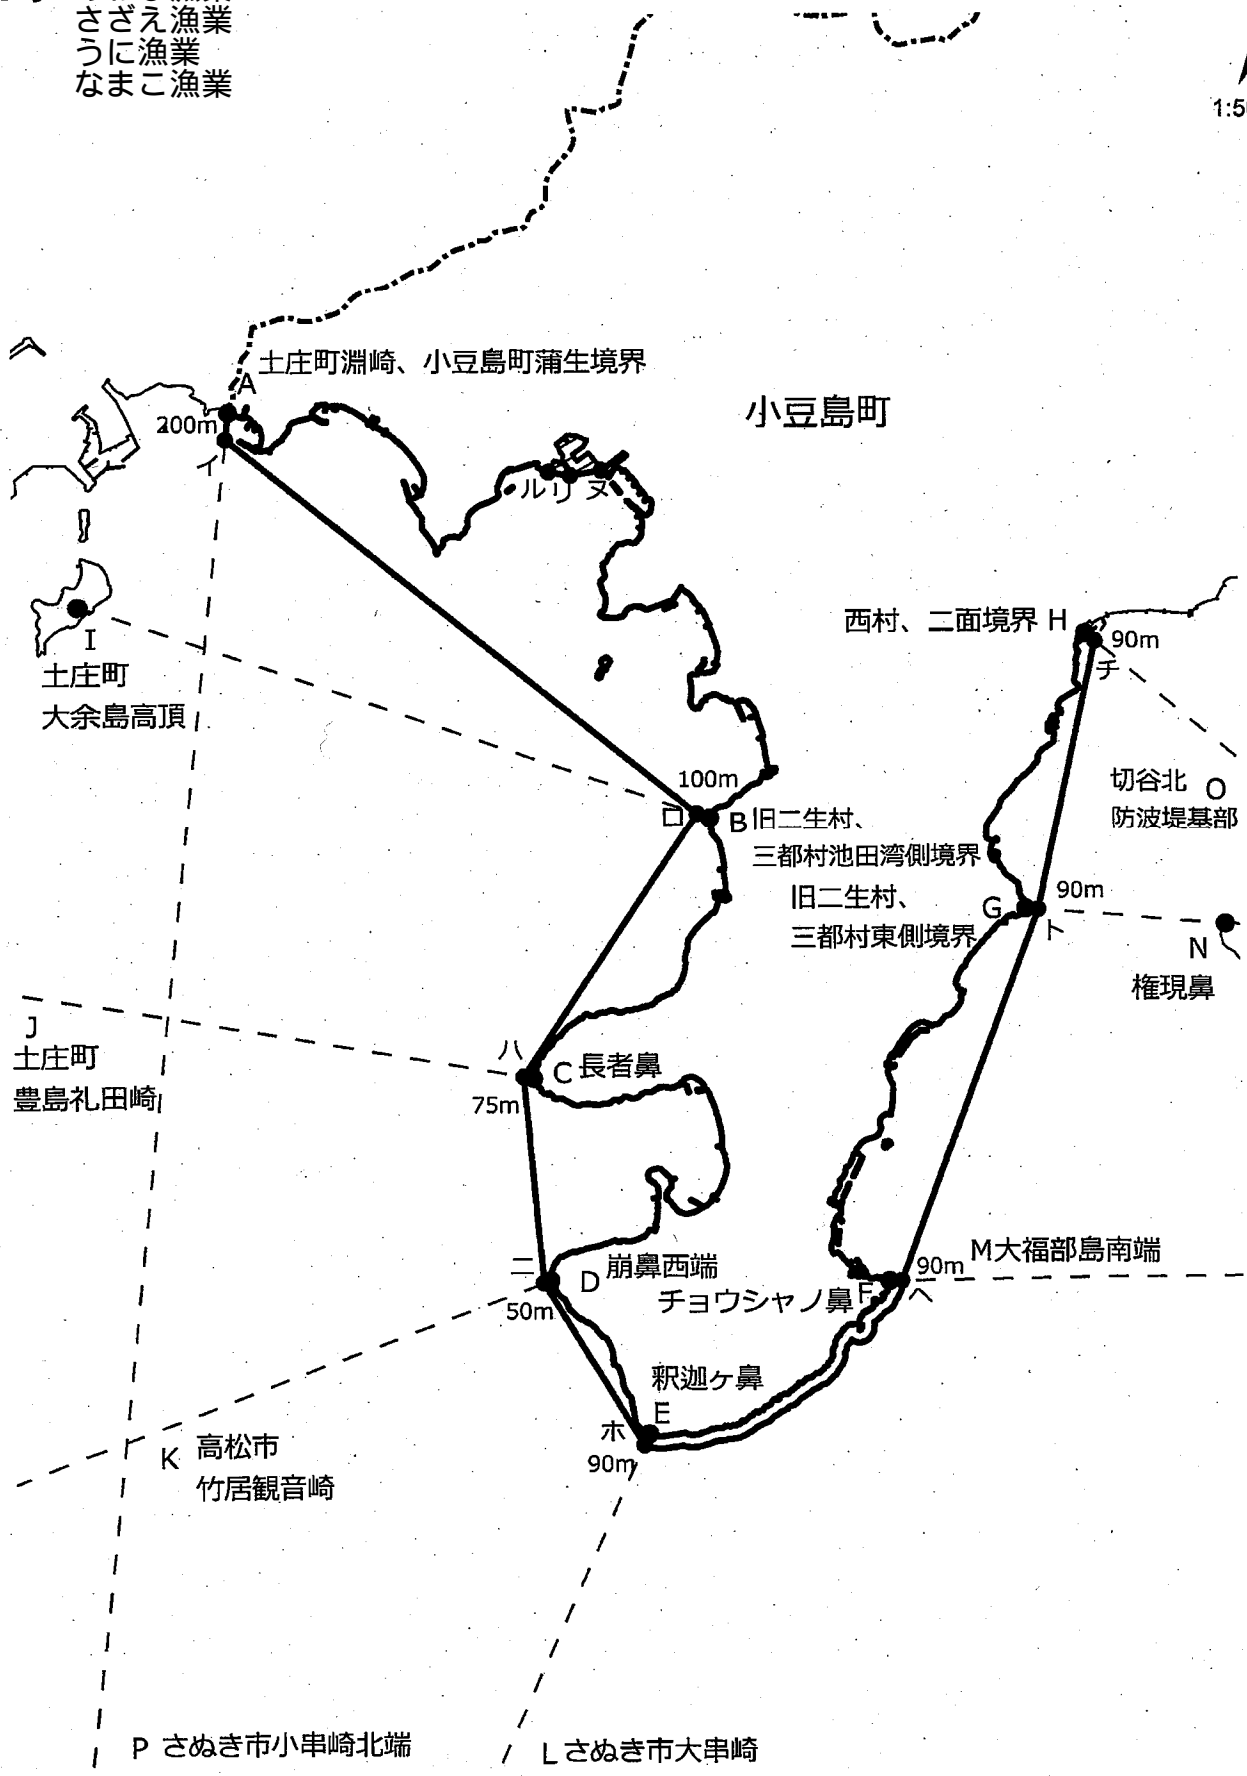 さざえ漁業
うに漁業
なまこ漁業
土庄町淵崎、小豆島町蒲生境界
A
小豆島町
200m
イ
ル リ ヌ
I
土庄町
大余島高頂
西村、二面境界 H
90m
チ
切谷北 O
防波堤基部
100m
ロ
B 旧二生村、
三都村池田湾側境界
旧二生村、
三都村東側境界
G
90m
ト
N
権現鼻
J
土庄町
豊島礼田崎
ハ
C 長者鼻
75m
ニ
D 崩鼻西端
50m
チョウシャノ鼻 F
90m
ヘ
M大福部島南端
釈迦ヶ鼻
E
ホ
90m
K 高松市
竹居観音崎
P さぬき市小串崎北端
L さぬき市大串崎